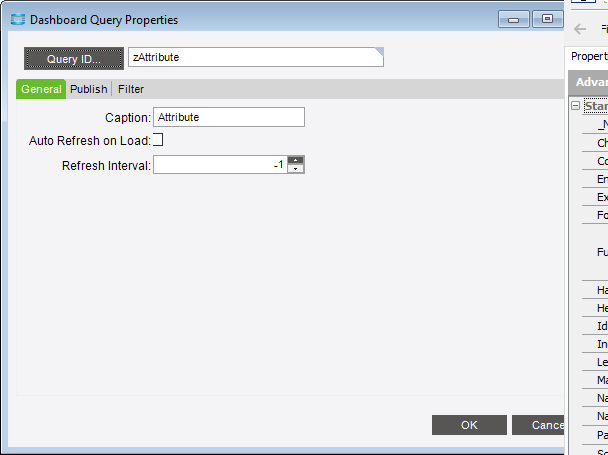 Dashboard Query Properties
Query ID...
zAttribute
General Publish Filter
Caption: Attribute
Auto Refresh on Load:
Refresh Interval: -1
OK
Cance
Propert
Advan
Star
_N
Ch
Co
En
Ex
Fo
Fu
Ha
He
Id
In
Le
Ma
Na
Na
Pa